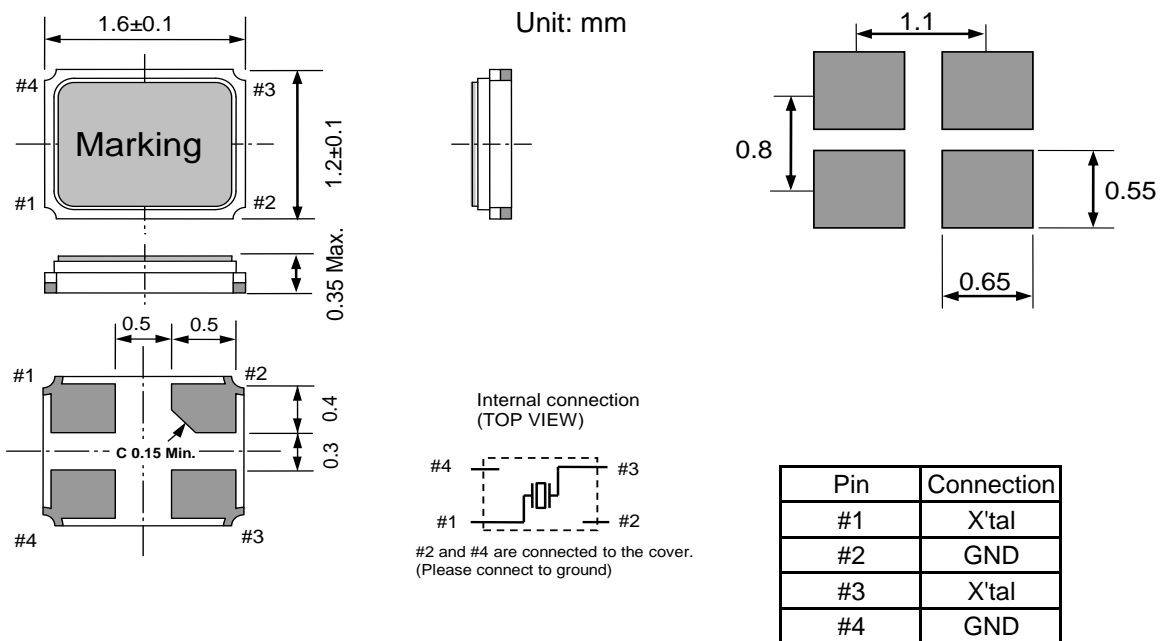 1.6±0.1
Unit: mm
1.1
#4
#3
Marking
1.2±0.1
0.8
#1
#2
0.55
0.35 Max.
0.65
0.5
0.5
#1
#2
0.4
C 0.15 Min.
0.3
#4
#3
Internal connection
(TOP VIEW)
#4
#3
#1
#2
#2 and #4 are connected to the cover.
(Please connect to ground)
Pin Connection
#1 X'tal
#2 GND
#3 X'tal
#4 GND